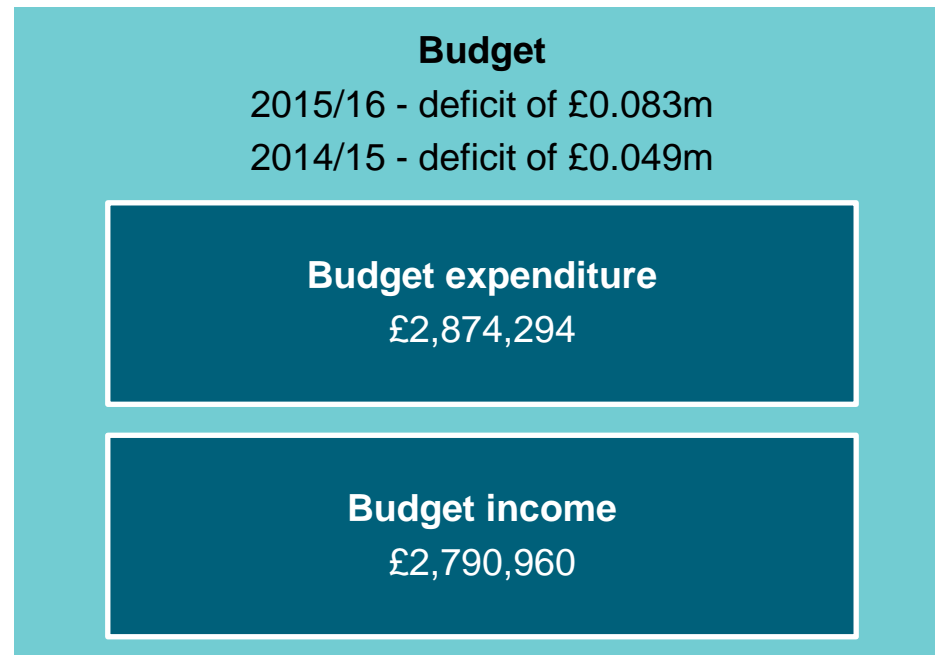 Budget
2015/16 - deficit of £0.083m
2014/15 - deficit of £0.049m
Budget expenditure
£2,874,294
Budget income
£2,790,960